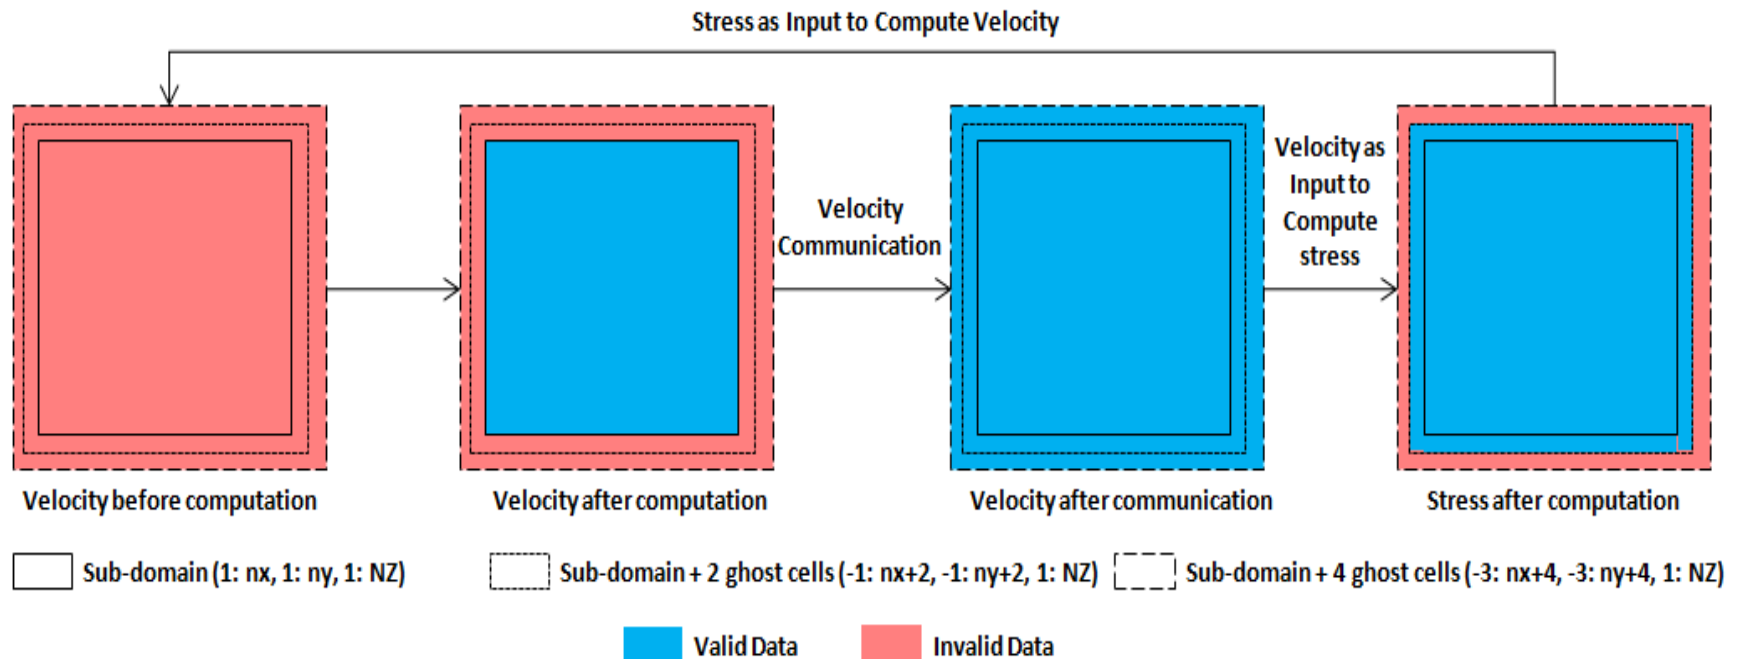 Stress as Input to Compute Velocity
Velocity
Communication
Velocity as
Input to
Compute
stress
Velocity before computation
Velocity after computation
Velocity after communication
Stress after computation
Sub-domain (1: nx, 1: ny, 1: NZ)
Sub-domain + 2 ghost cells (-1: nx+2, -1: ny+2, 1: NZ)
Sub-domain + 4 ghost cells (-3: nx+4, -3: ny+4, 1: NZ)
Valid Data
Invalid Data